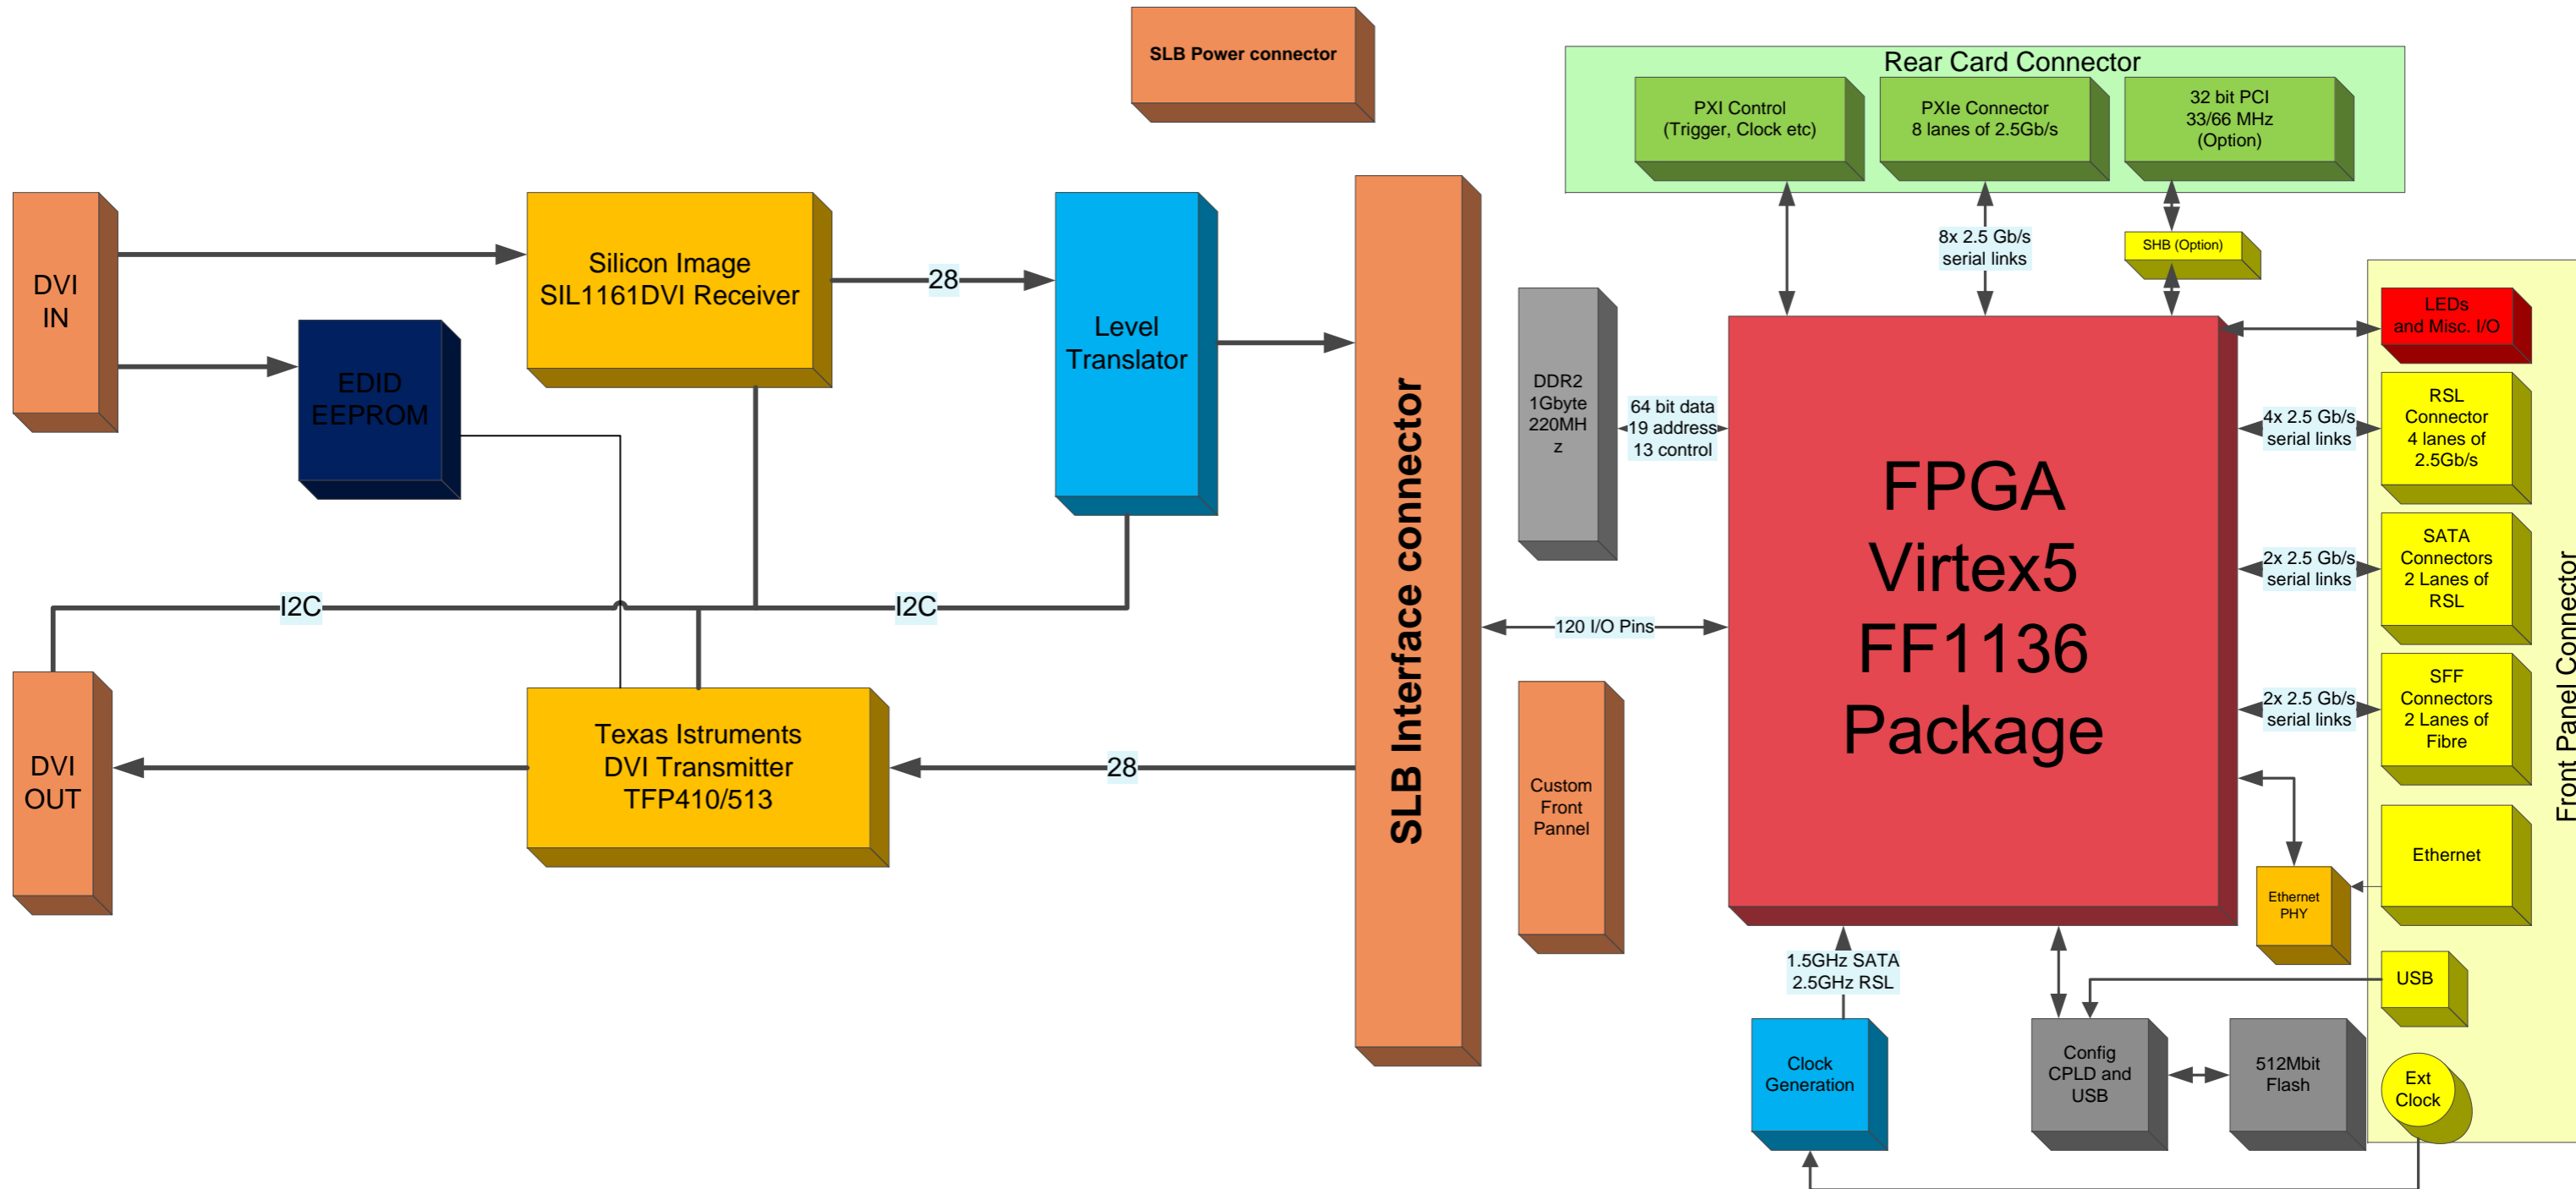 SLB Power connector
Rear Card Connector
PXI Control
(Trigger, Clock etc)
PXIe Connector
8 lanes of 2.5Gb/s
32 bit PCI
33/66 MHz
(Option)
8x 2.5 Gb/s
serial links
SHB (Option)
DVI
IN
Silicon Image
SIL1161DVI Receiver
28
Level
Translator
EDID
EEPROM
I2C
I2C
DVI
OUT
Texas Istruments
DVI Transmitter
TFP410/513
28
SLB Interface connector
DDR2
1Gbyte
220MH
z
64 bit data
19 address
13 control
120 I/O Pins
Custom
Front
Pannel
FPGA
Virtex5
FF1136
Package
LEDs
and Misc. I/O
4x 2.5 Gb/s
serial links
RSL
Connector
4 lanes of
2.5Gb/s
2x 2.5 Gb/s
serial links
SATA
Connectors
2 Lanes of
RSL
2x 2.5 Gb/s
serial links
SFF
Connectors
2 Lanes of
Fibre
Front Panel Connector
Ethernet
Ethernet
PHY
USB
1.5GHz SATA
2.5GHz RSL
Clock
Generation
Config
CPLD and
USB
512Mbit
Flash
Ext
Clock